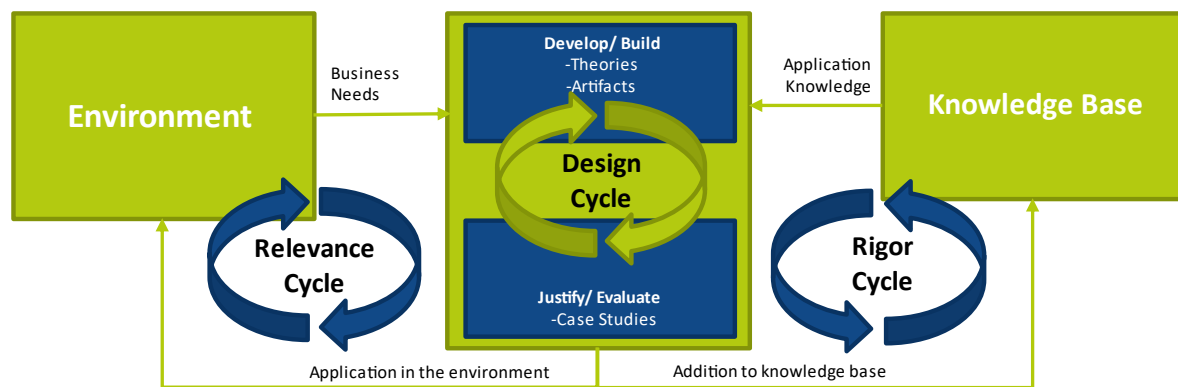 Environment
Business
Needs
Develop/ Build
-Theories
-Artifacts
Application
Knowledge
Knowledge Base
Design
Cycle
Relevance
Cycle
Rigor
Cycle
Justify/ Evaluate
-Case Studies
Application in the environment
Addition to knowledge base